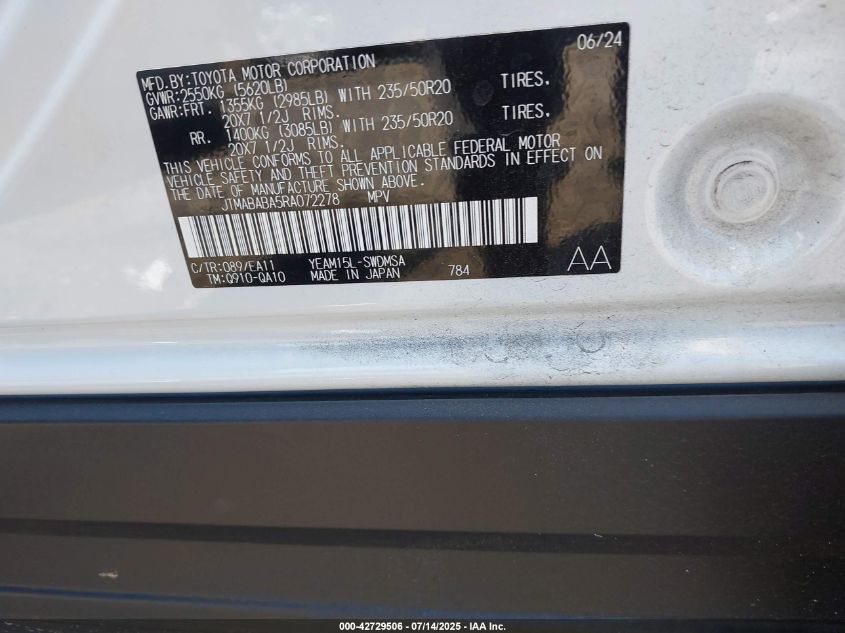 06/24
MFD.BY:TOYOTA MOTOR CORPORATION
GVWR:2550KG (5620LB)
GAWR:FRT. 1355KG (2985LB) WITH 235/50R20 TIRES.
20X7 1/2J RIMS.
RR. 1400KG (3085LB) WITH 235/50R20 TIRES.
20X7 1/2J RIMS.
THIS VEHICLE CONFORMS TO ALL APPLICABLE FEDERAL MOTOR
VEHICLE SAFETY AND THEFT PREVENTION STANDARDS IN EFFECT ON
THE DATE OF MANUFACTURE SHOWN ABOVE.
JTMABABA5RA072278 MPV
C/TR:089/EA11 YEAM15L-SWDMSA
TM:Q910-QA10 MADE IN JAPAN 784 AA
000-42729506 - 07/14/2025 - IAA Inc.